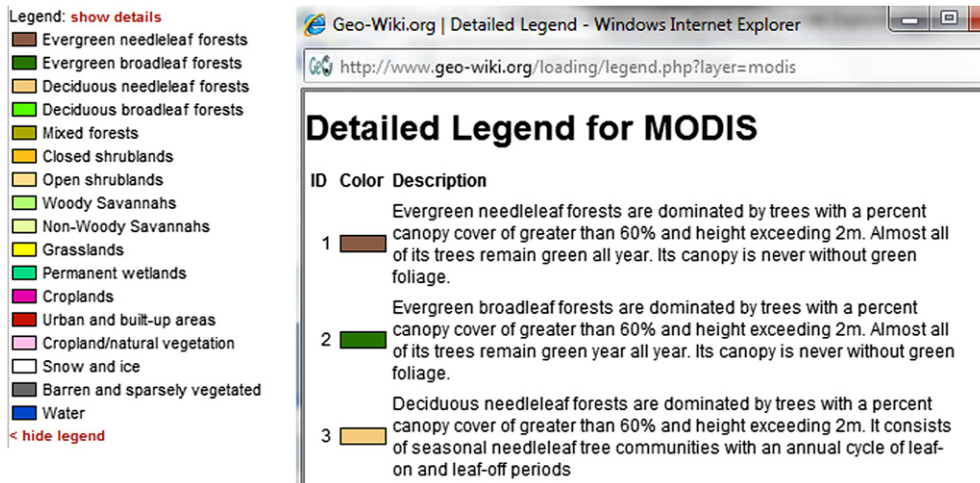 Legend: show details
Evergreen needleleaf forests
Evergreen broadleaf forests
Deciduous needleleaf forests
Deciduous broadleaf forests
Mixed forests
Closed shrublands
Open shrublands
Woody Savannahs
Non-Woody Savannahs
Grasslands
Permanent wetlands
Croplands
Urban and built-up areas
Cropland/natural vegetation
Snow and ice
Barren and sparsely vegetated
Water
< hide legend
Geo-Wiki.org | Detailed Legend - Windows Internet Explorer
http://www.geo-wiki.org/loading/legend.php?layer=modis
Detailed Legend for MODIS
ID Color Description
Evergreen needleleaf forests are dominated by trees with a percent
1 canopy cover of greater than 60% and height exceeding 2m. Almost all
of its trees remain green all year. Its canopy is never without green
foliage.
Evergreen broadleaf forests are dominated by trees with a percent
2 canopy cover of greater than 60% and height exceeding 2m. Almost all
of its trees remain green year all year. Its canopy is never without green
foliage.
Deciduous needleleaf forests are dominated by trees with a percent
3 canopy cover of greater than 60% and height exceeding 2m. It consists
of seasonal needleleaf tree communities with an annual cycle of leaf-
on and leaf-off periods